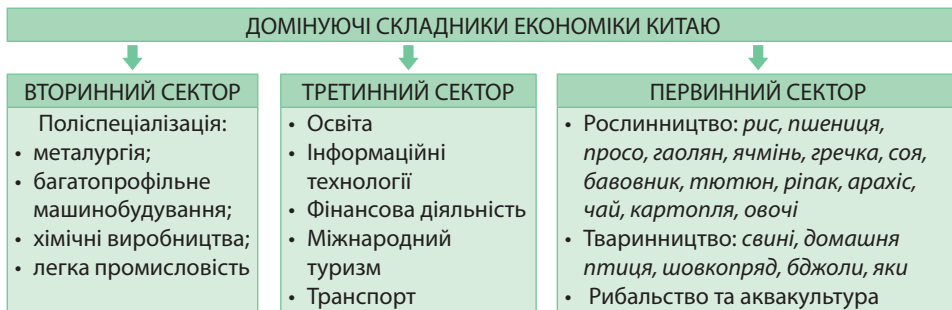 ДОМІНУЮЧІ СКЛАДНИКИ ЕКОНОМІКИ КИТАЮ
ВТОРИННИЙ СЕКТОР
Поліспеціалізація:
• металургія;
• багатопрофільне
машинобудування;
• хімічні виробництва;
• легка промисловість
ТРЕТИННИЙ СЕКТОР
• Освіта
• Інформаційні
технології
• Фінансова діяльність
• Міжнародний
туризм
• Транспорт
ПЕРВИННИЙ СЕКТОР
• Рослинництво: рис, пшениця,
просо, гаолян, ячмінь, гречка, соя,
бавовник, тютюн, ріпак, арахіс,
чай, картопля, овочі
• Тваринництво: свині, домашня
птиця, шовкопряд, бджоли, яки
• Рибальство та аквакультура